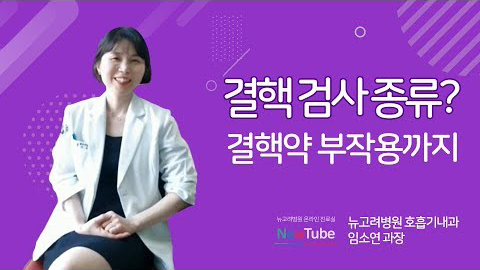 결핵 검사 종류?
결핵약 부작용까지
뉴고려병원 온라인 진료실
NewTube
뉴고려병원 호흡기내과
임소연 과장